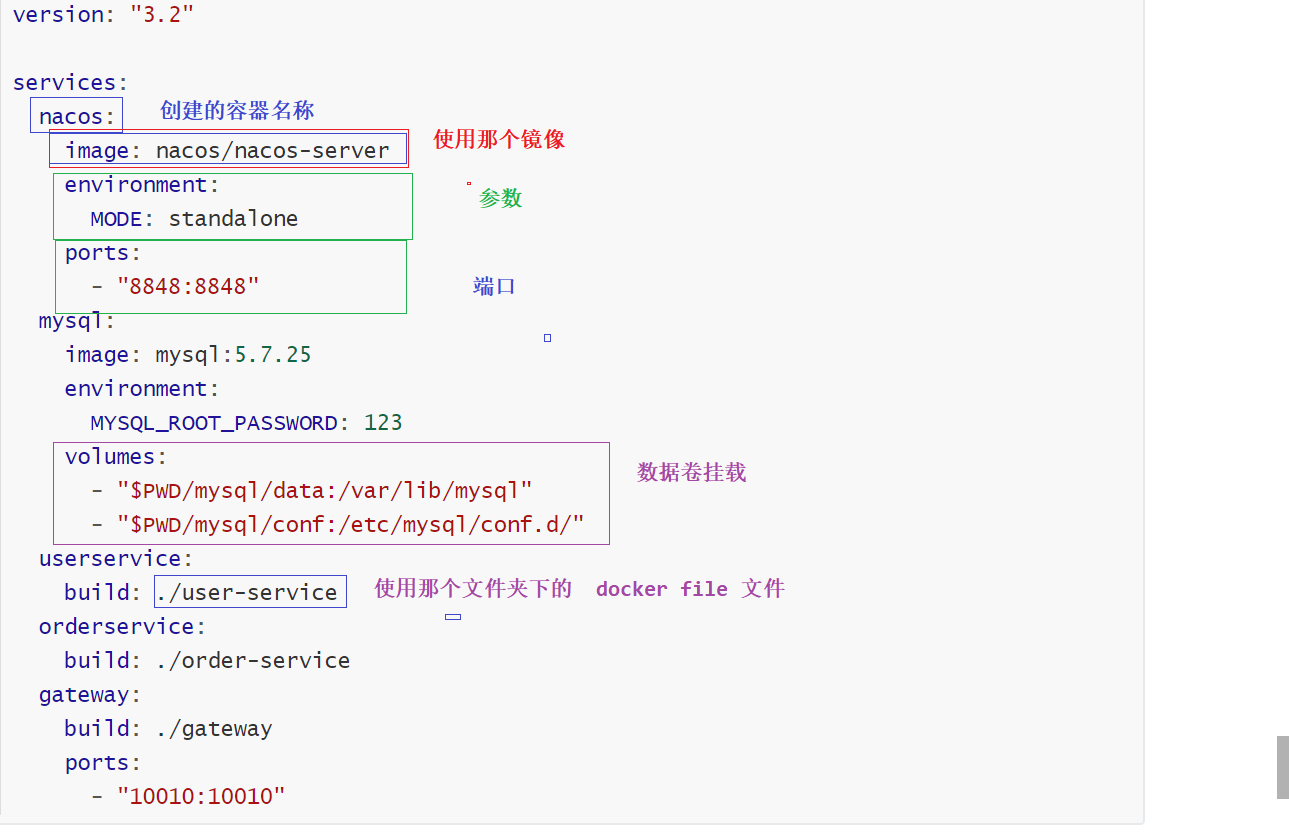 version: "3.2"
services:
nacos: 创建的容器名称
image: nacos/nacos-server 使用那个镜像
environment:
MODE: standalone 参数
ports:
- "8848:8848" 端口
mysql:
image: mysql:5.7.25
environment:
MYSQL_ROOT_PASSWORD: 123
volumes: 数据卷挂载
- "$PWD/mysql/data:/var/lib/mysql"
- "$PWD/mysql/conf:/etc/mysql/conf.d/"
userservice:
build: ./user-service 使用那个文件夹下的 docker file 文件
orderservice:
build: ./order-service
gateway:
build: ./gateway
ports:
- "10010:10010"